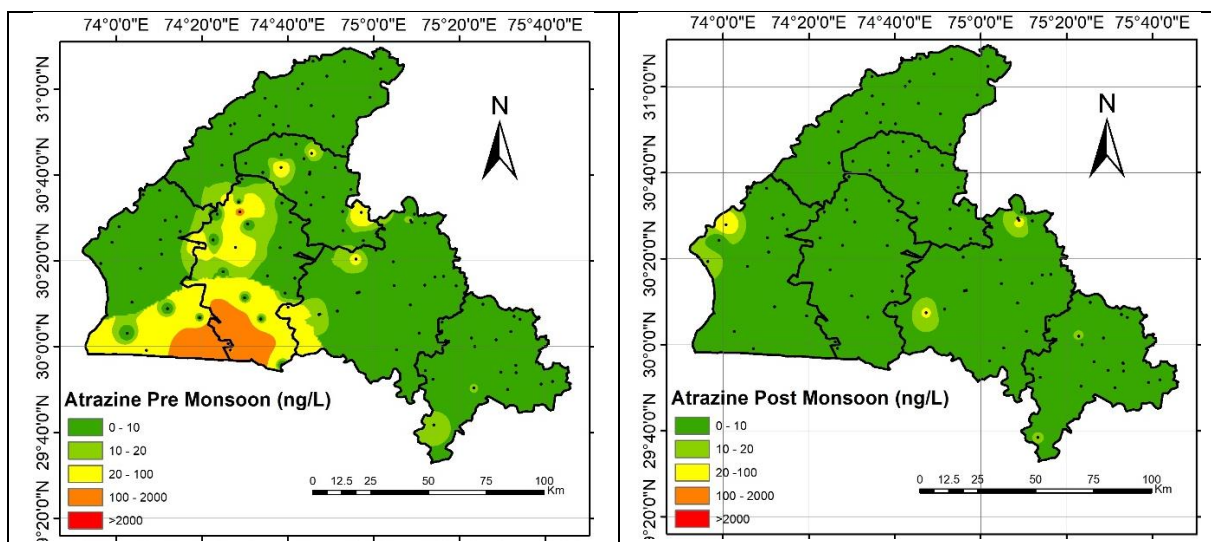 74°0'0"E 74°20'0"E 74°40'0"E 75°0'0"E 75°20'0"E 75°40'0"E
31°0'0"N
30°40'0"N
30°20'0"N
30°0'0"N
29°40'0"N
29°20'0"N
N
Atrazine Pre Monsoon (ng/L)
0 - 10
10 - 20
20 - 100
100 - 2000
>2000
0 12.5 25 50 75 100
Km
74°0'0"E 74°20'0"E 74°40'0"E 75°0'0"E 75°20'0"E 75°40'0"E
31°0'0"N
30°40'0"N
30°20'0"N
30°0'0"N
29°40'0"N
29°20'0"N
N
Atrazine Post Monsoon (ng/L)
0 - 10
10 - 20
20 -100
100 - 2000
>2000
0 12.5 25 50 75 100
Km